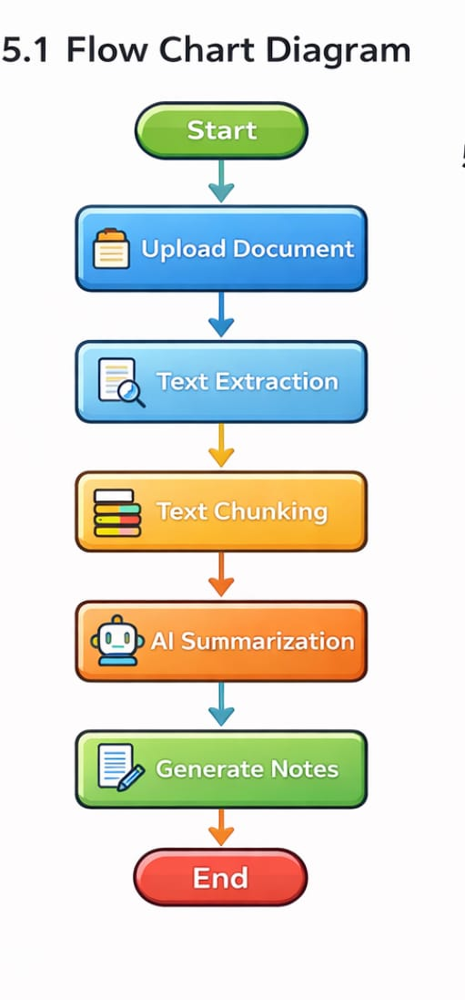 5.1 Flow Chart Diagram
Start
Upload Document
Text Extraction
Text Chunking
AI Summarization
Generate Notes
End